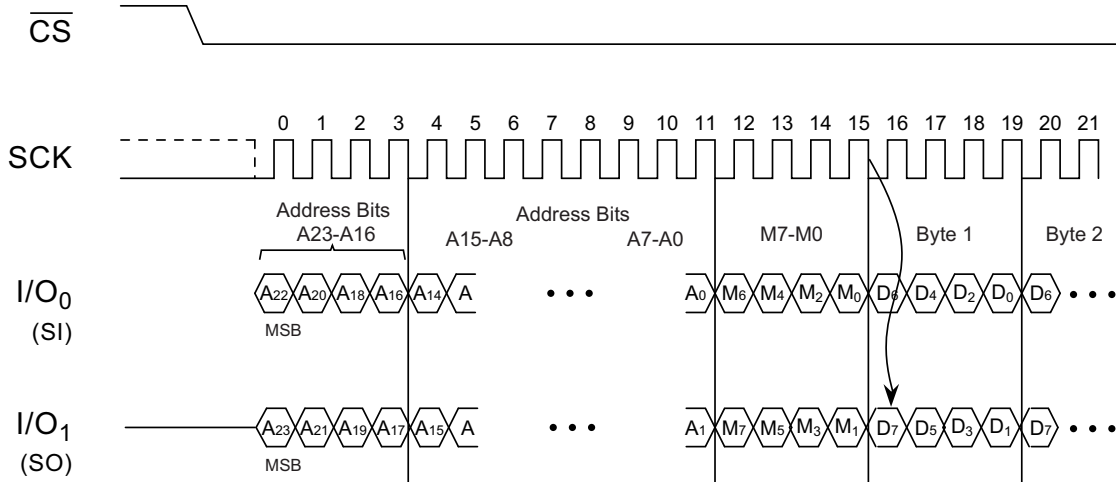 CS
0 1 2 3 4 5 6 7 8 9 10 11 12 13 14 15 16 17 18 19 20 21
SCK
Address Bits
A23-A16
Address Bits
A15-A8 A7-A0
M7-M0
Byte 1
Byte 2
I/O0
(SI)
A22 A20 A18 A16 A14 A • • • A0 M6 M4 M2 M0 D6 D4 D2 D0 D6 • • •
MSB
I/O1
(SO)
A23 A21 A19 A17 A15 A • • • A1 M7 M5 M3 M1 D7 D5 D3 D1 D7 • • •
MSB